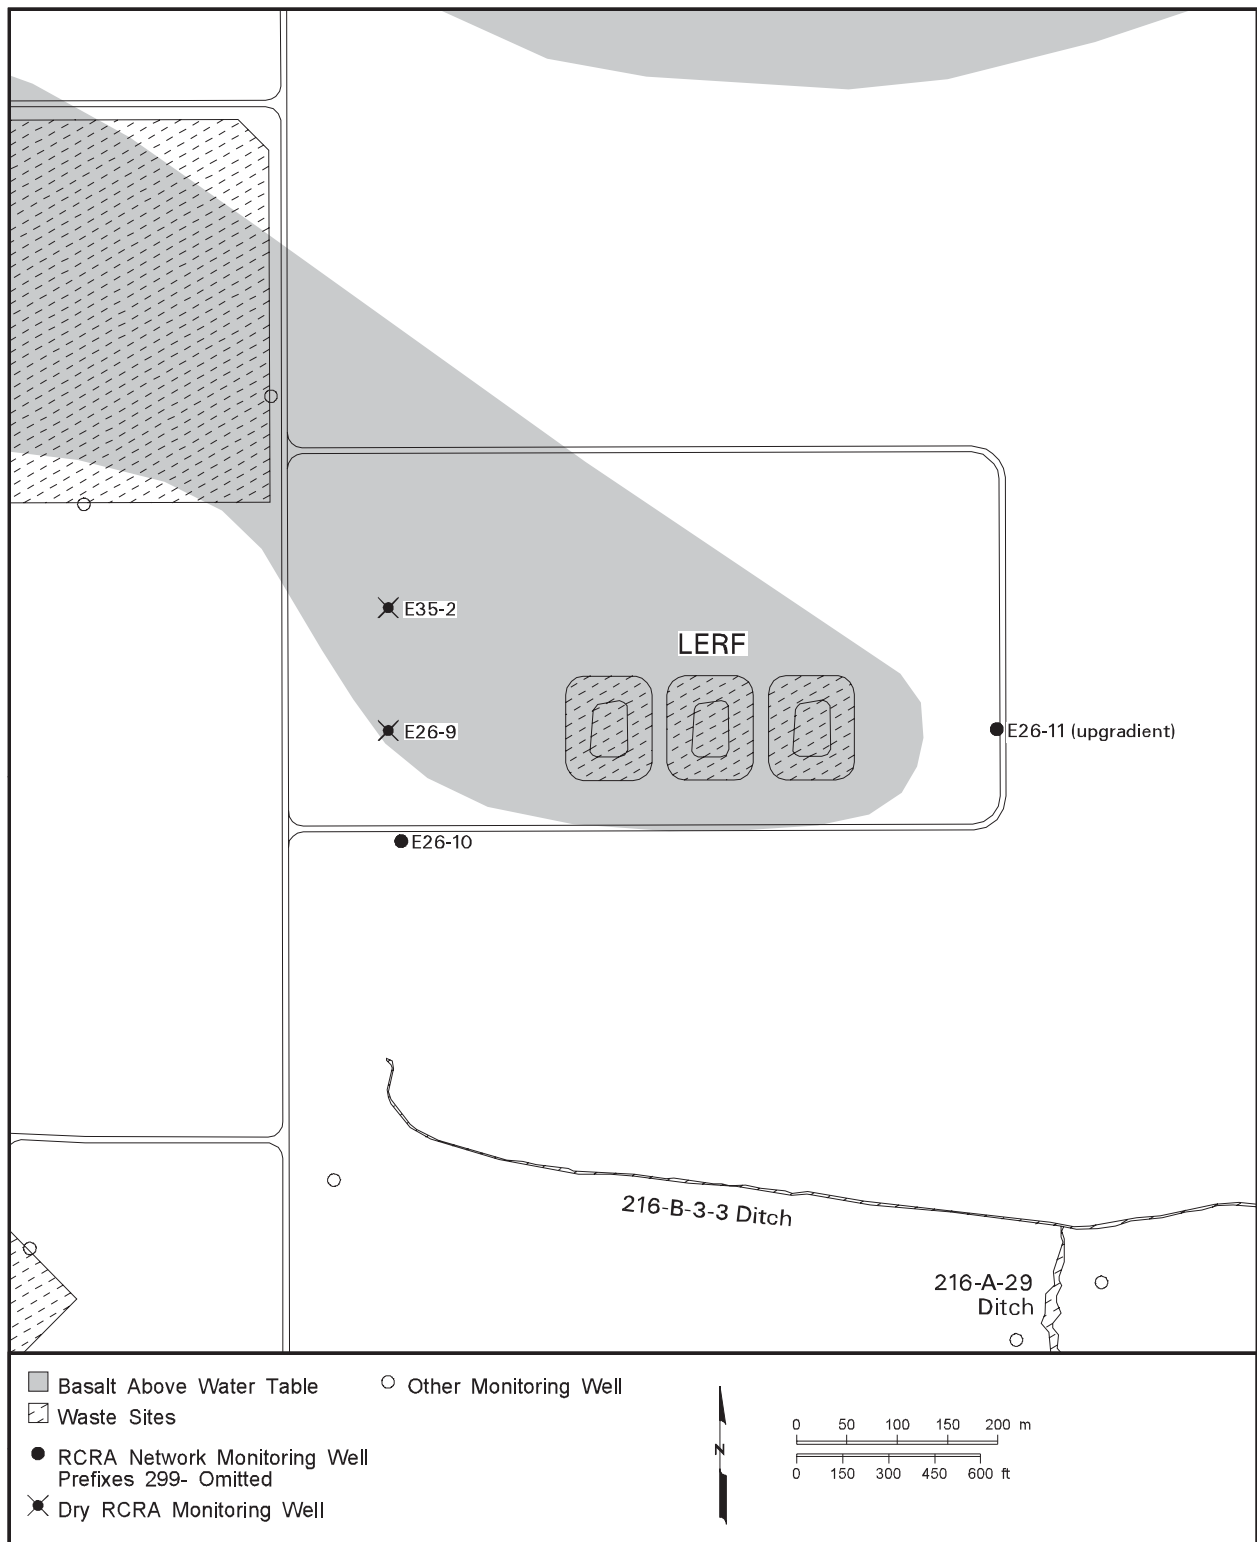 E35-2
LERF
E26-9
E26-11 (upgradient)
E26-10
216-B-3-3 Ditch
216-A-29
Ditch
Basalt Above Water Table
Waste Sites
RCRA Network Monitoring Well
Prefixes 299- Omitted
Dry RCRA Monitoring Well
Other Monitoring Well
N
0 50 100 150 200 m
0 150 300 450 600 ft